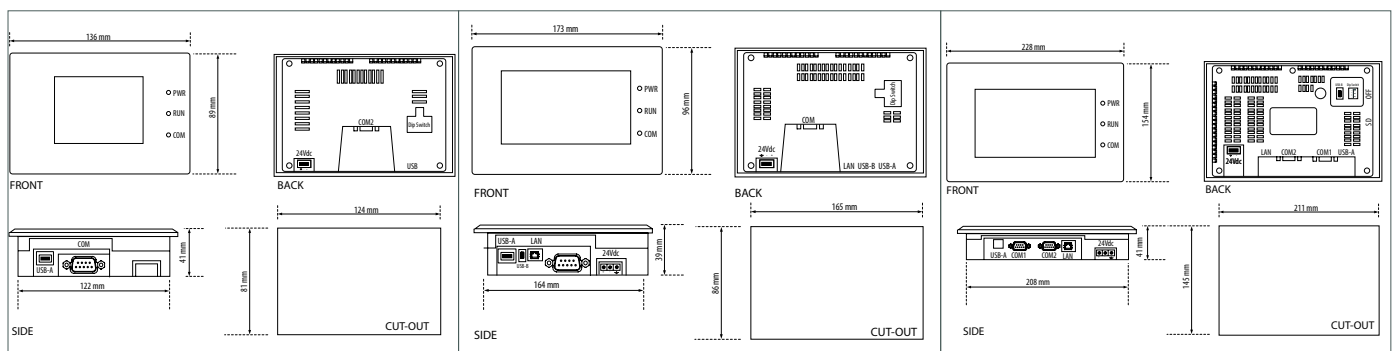 136 mm
89 mm
PWR
RUN
COM
FRONT
COM2
Dip Switch
24Vdc
+ -
USB
BACK
COM
USB-A
41 mm
122 mm
SIDE
124 mm
81 mm
CUT-OUT
173 mm
96 mm
PWR
RUN
COM
FRONT
Dip Switch
COM
24Vdc
+ -
LAN USB-B USB-A
BACK
USB-A LAN
USB-B
24Vdc
39 mm
164 mm
SIDE
165 mm
86 mm
CUT-OUT
228 mm
154 mm
PWR
RUN
COM
FRONT
USB-B Dip Switch
OFF
SD
24Vdc
LAN COM2 COM1 USB-A
BACK
24Vdc
USB-A COM1 COM2 LAN
41 mm
208 mm
SIDE
211 mm
145 mm
CUT-OUT